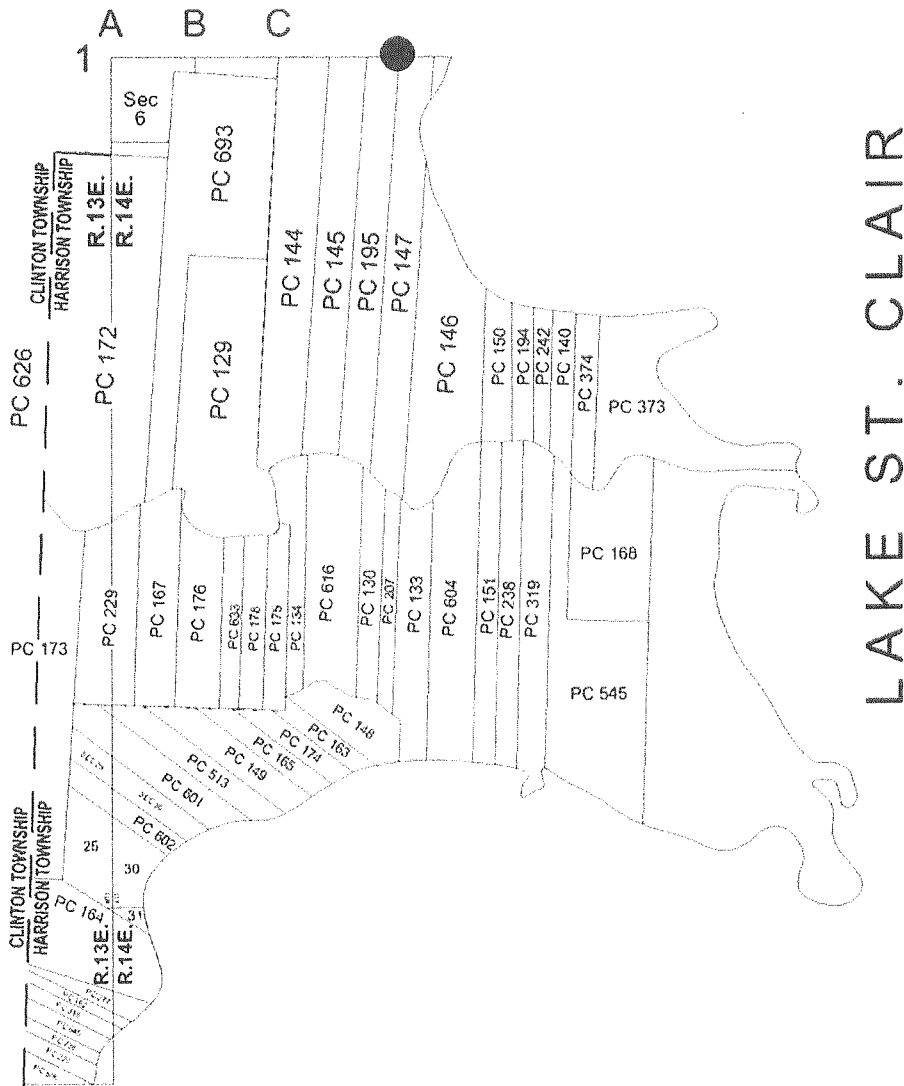 A
B
C
1
Sec
6
PC 693
CLINTON TOWNSHIP
HARRISON TOWNSHIP
R.13E.
R.14E.
PC 144
PC 145
PC 195
PC 147
PC 626
PC 172
PC 129
PC 146
PC 150
PC 194
PC 242
PC 140
PC 374
PC 373
LAKE ST. CLAIR
PC 173
PC 229
PC 167
PC 176
PC 633
PC 178
PC 175
PC 134
PC 616
PC 130
PC 207
PC 133
PC 604
PC 151
PC 238
PC 319
PC 168
PC 545
PC 148
PC 163
PC 174
PC 165
PC 149
PC 513
PC 601
PC 602
25
30
31
CLINTON TOWNSHIP
HARRISON TOWNSHIP
PC 164
R.13E.
R.14E.